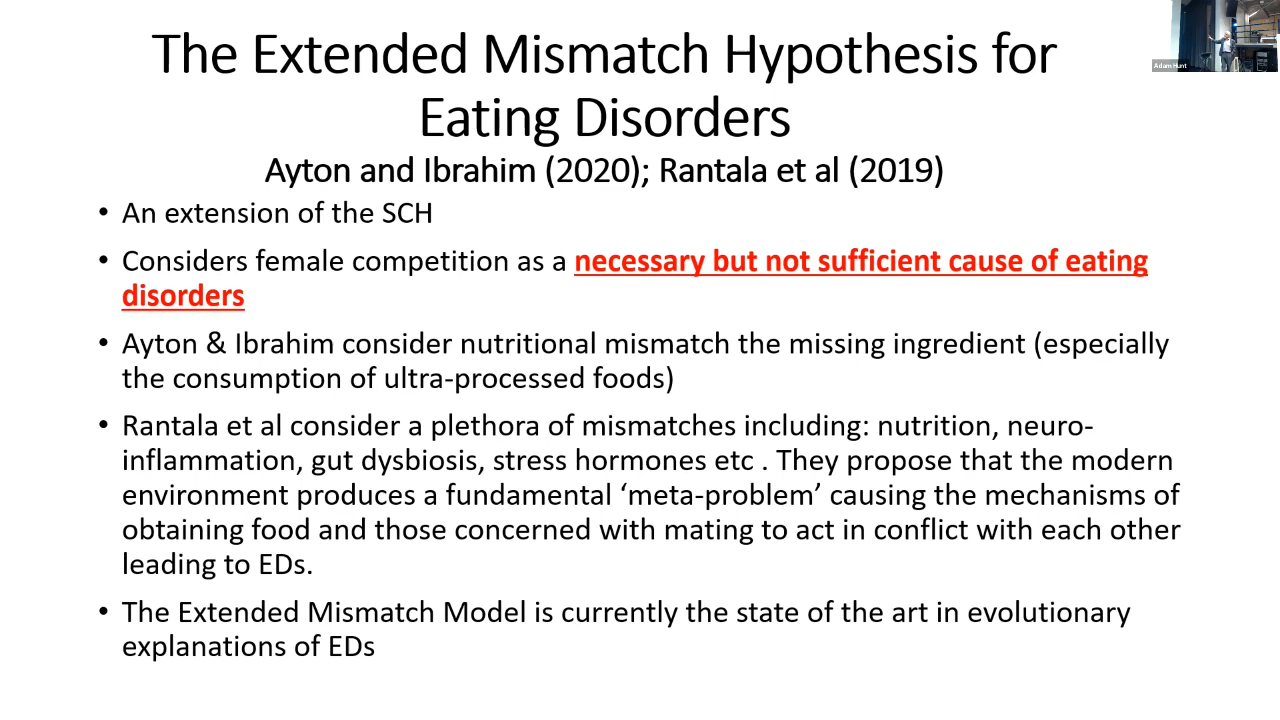 The Extended Mismatch Hypothesis for
Eating Disorders
Ayton and Ibrahim (2020); Rantala et al (2019)
• An extension of the SCH
• Considers female competition as a necessary but not sufficient cause of eating
disorders
• Ayton & Ibrahim consider nutritional mismatch the missing ingredient (especially
the consumption of ultra-processed foods)
• Rantala et al consider a plethora of mismatches including: nutrition, neuro-
inflammation, gut dysbiosis, stress hormones etc . They propose that the modern
environment produces a fundamental ‘meta-problem’ causing the mechanisms of
obtaining food and those concerned with mating to act in conflict with each other
leading to EDs.
• The Extended Mismatch Model is currently the state of the art in evolutionary
explanations of EDs
Adam Hunt